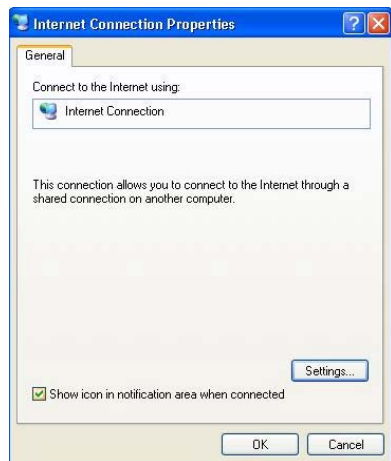 Internet Connection Properties
General
Connect to the Internet using:
Internet Connection
This connection allows you to connect to the Internet through a
shared connection on another computer.
Settings...
Show icon in notification area when connected
OK
Cancel